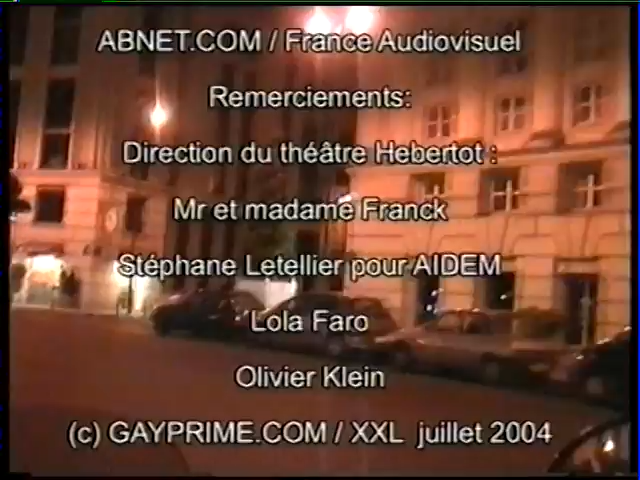 ABNET.COM / France Audiovisuel
Remerciements:
Direction du théâtre Hebertot :
Mr et madame Franck
Stéphane Letellier pour AIDEM
Lola Faro
Olivier Klein
(c) GAYPRIME.COM / XXL juillet 2004